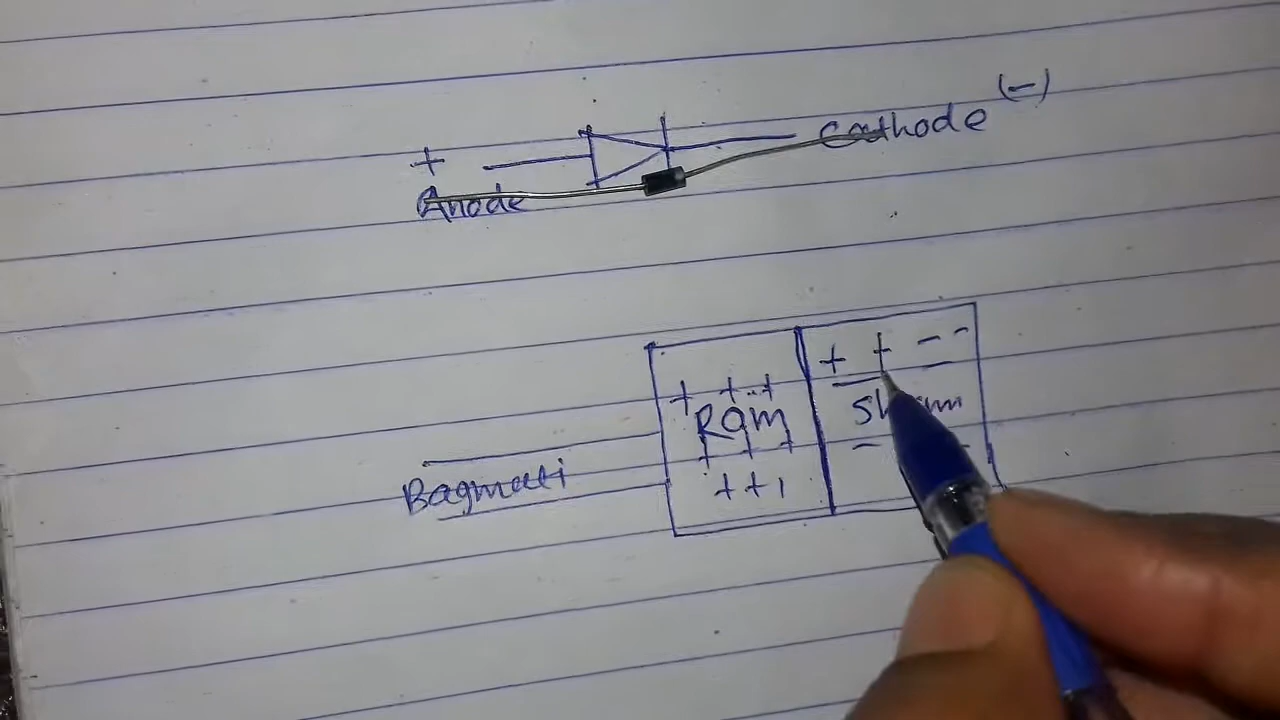 Cathode (-)
+
Anode
+ + - -
+ + +
Ram
Bagmati
+ +